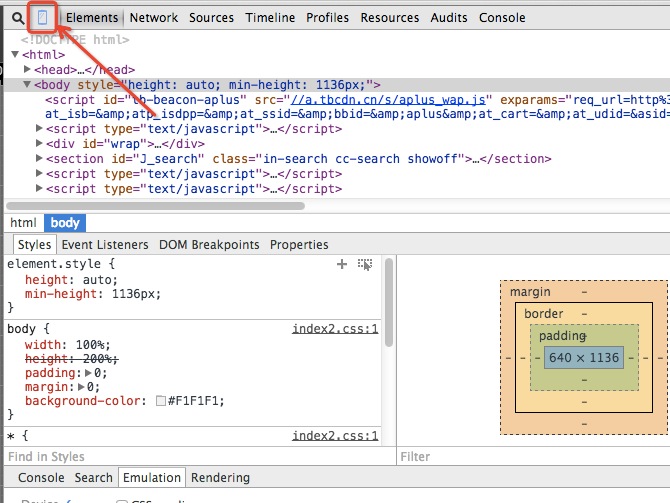 Elements Network Sources Timeline Profiles Resources Audits Console
<!DOCTYPE html>
▼<html>
▶<head>…</head>
▼<body style="height: auto; min-height: 1136px;">
<script id="tb-beacon-aplus" src="//a.tbcdn.cn/s/aplus_wap.js" exparams="req_url=http%3
at_isb=&amp;atp_isdpp=&amp;at_ssid=&amp;bbid=&amp;aplus&amp;at_cart=&amp;at_udid=&asid=
▶<script type="text/javascript">…</script>
▶<div id="wrap">…</div>
▶<section id="J_search" class="in-search cc-search showoff">…</section>
▶<script type="text/javascript">…</script>
▶<script type="text/javascript">…</script>
html body
Styles Event Listeners DOM Breakpoints Properties
element.style {
height: auto;
min-height: 1136px;
}
body { index2.css:1
width: 100%;
height: 200%;
padding:▶0;
margin:▶0;
background-color: #F1F1F1;
}
* { index2.css:1
Find in Styles
margin –
border –
padding –
– – – 640 × 1136 – – –
–
–
–
Filter
Console Search Emulation Rendering